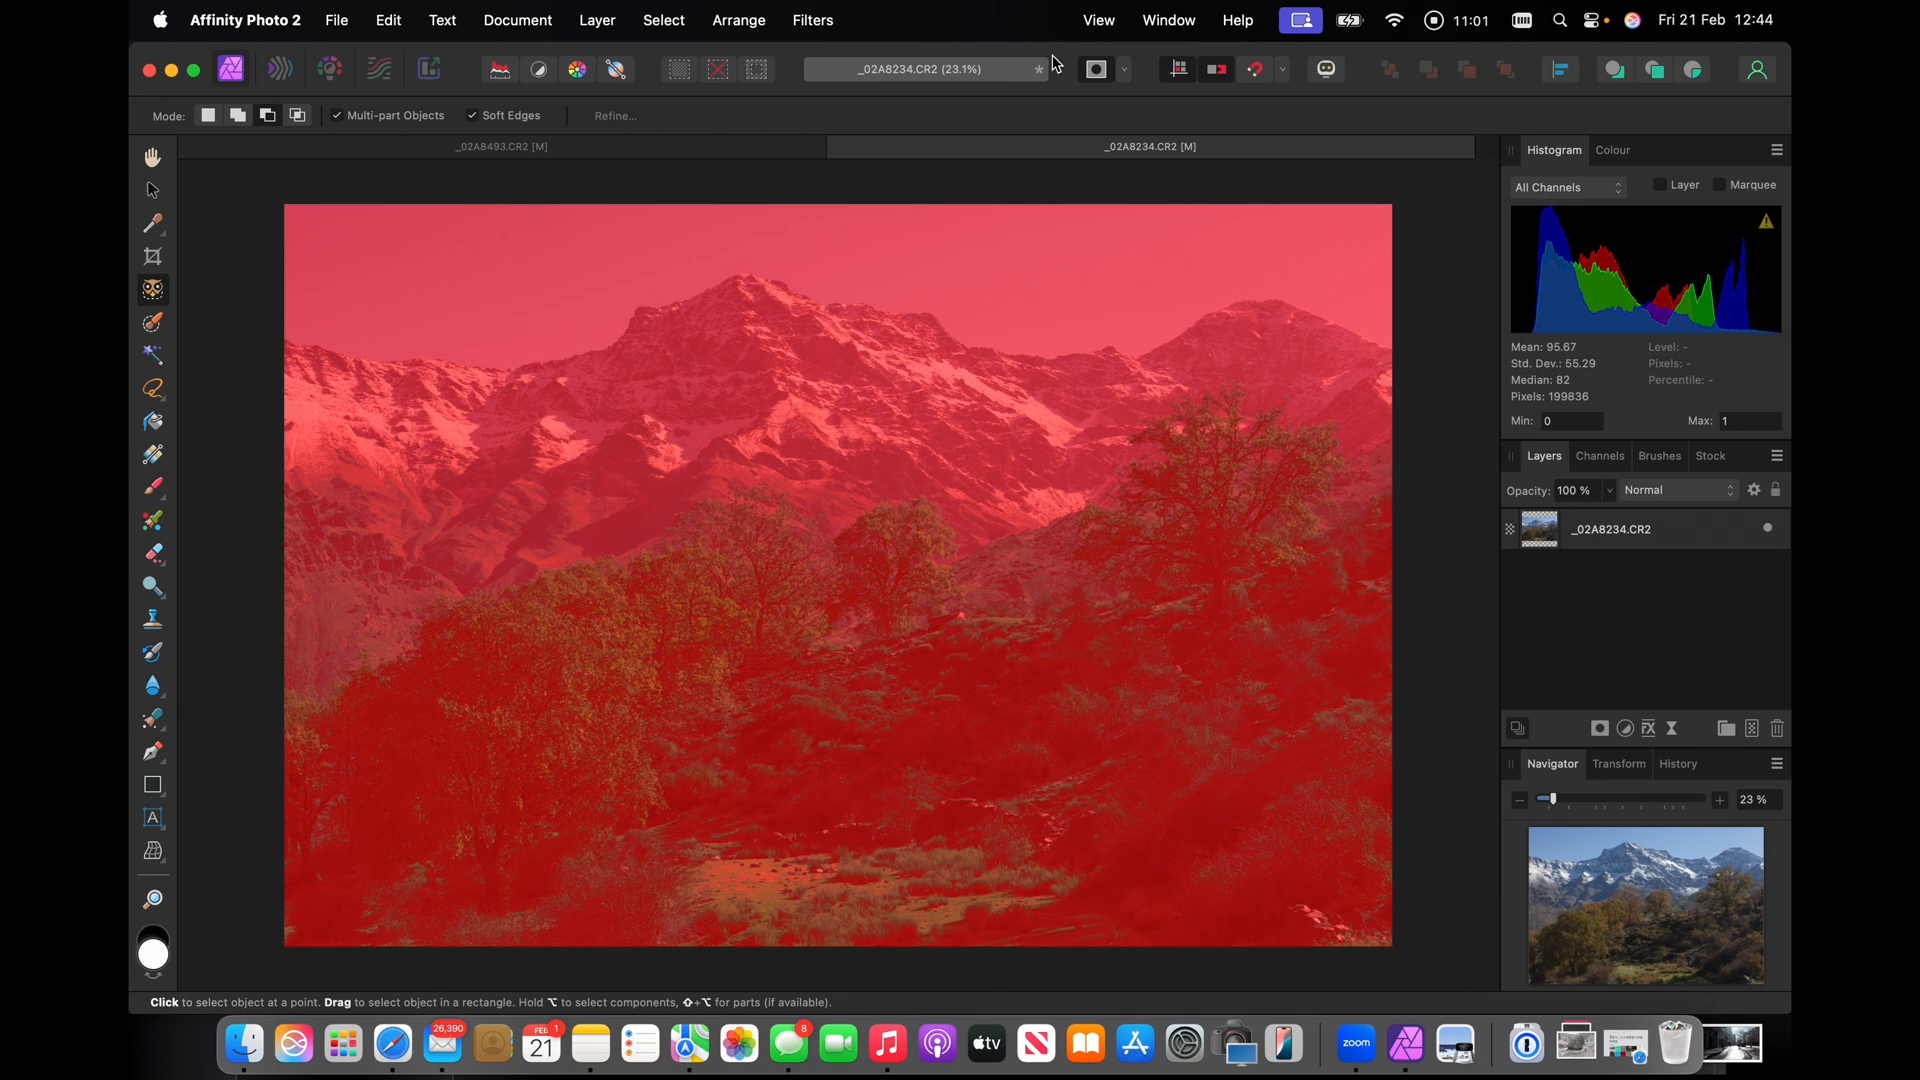 Affinity Photo 2 File Edit Text Document Layer Select Arrange Filters View Window Help 11:01 Fri 21 Feb 12:44
_02A8234.CR2 (23.1%) *
Mode: Multi-part Objects Soft Edges Refine...
_02A8493.CR2 [M] _02A8234.CR2 [M]
Histogram Colour
All Channels Layer Marquee
Mean: 95.67 Level: -
Std. Dev.: 55.29 Pixels: -
Median: 82 Percentile: -
Pixels: 199836
Min: 0 Max: 1
Layers Channels Brushes Stock
Opacity: 100 % Normal
_02A8234.CR2
FX
Navigator Transform History
23 %
A
Click to select object at a point. Drag to select object in a rectangle. Hold ⌥ to select components, ⇧+⌥ for parts (if available).
26,390 FEB 1 8
21 tv zoom